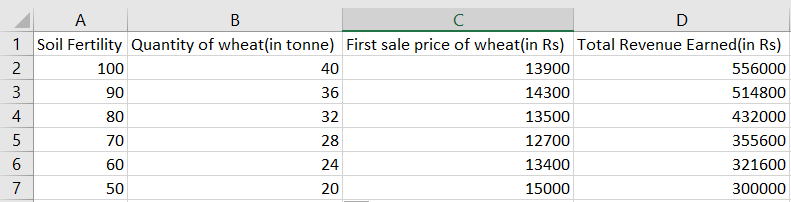 A B C D
1 Soil Fertility Quantity of wheat(in tonne) First sale price of wheat(in Rs) Total Revenue Earned(in Rs)
2 100 40 13900 556000
3 90 36 14300 514800
4 80 32 13500 432000
5 70 28 12700 355600
6 60 24 13400 321600
7 50 20 15000 300000